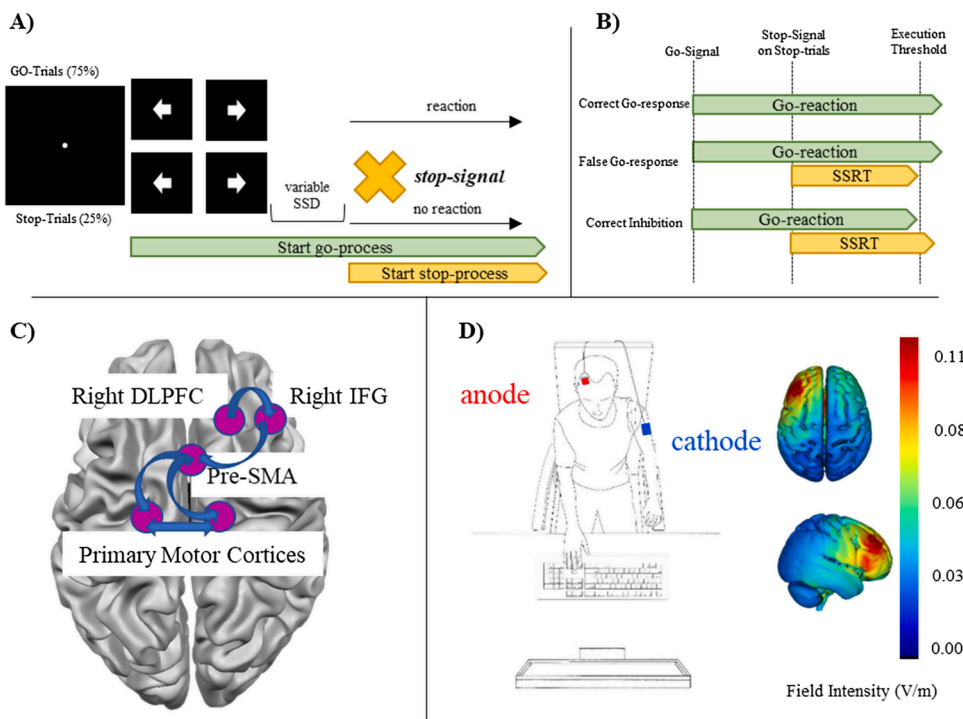 A)
GO-Trials (75%)
Stop-Trials (25%)
reaction
variable
SSD
stop-signal
no reaction
Start go-process
Start stop-process
B)
Go-Signal
Stop-Signal
on Stop-trials
Execution
Threshold
Correct Go-response
Go-reaction
False Go-response
Go-reaction
SSRT
Correct Inhibition
Go-reaction
SSRT
C)
Right DLPFC
Right IFG
Pre-SMA
Primary Motor Cortices
D)
anode
cathode
0.11
0.08
0.06
0.03
0.00
Field Intensity (V/m)